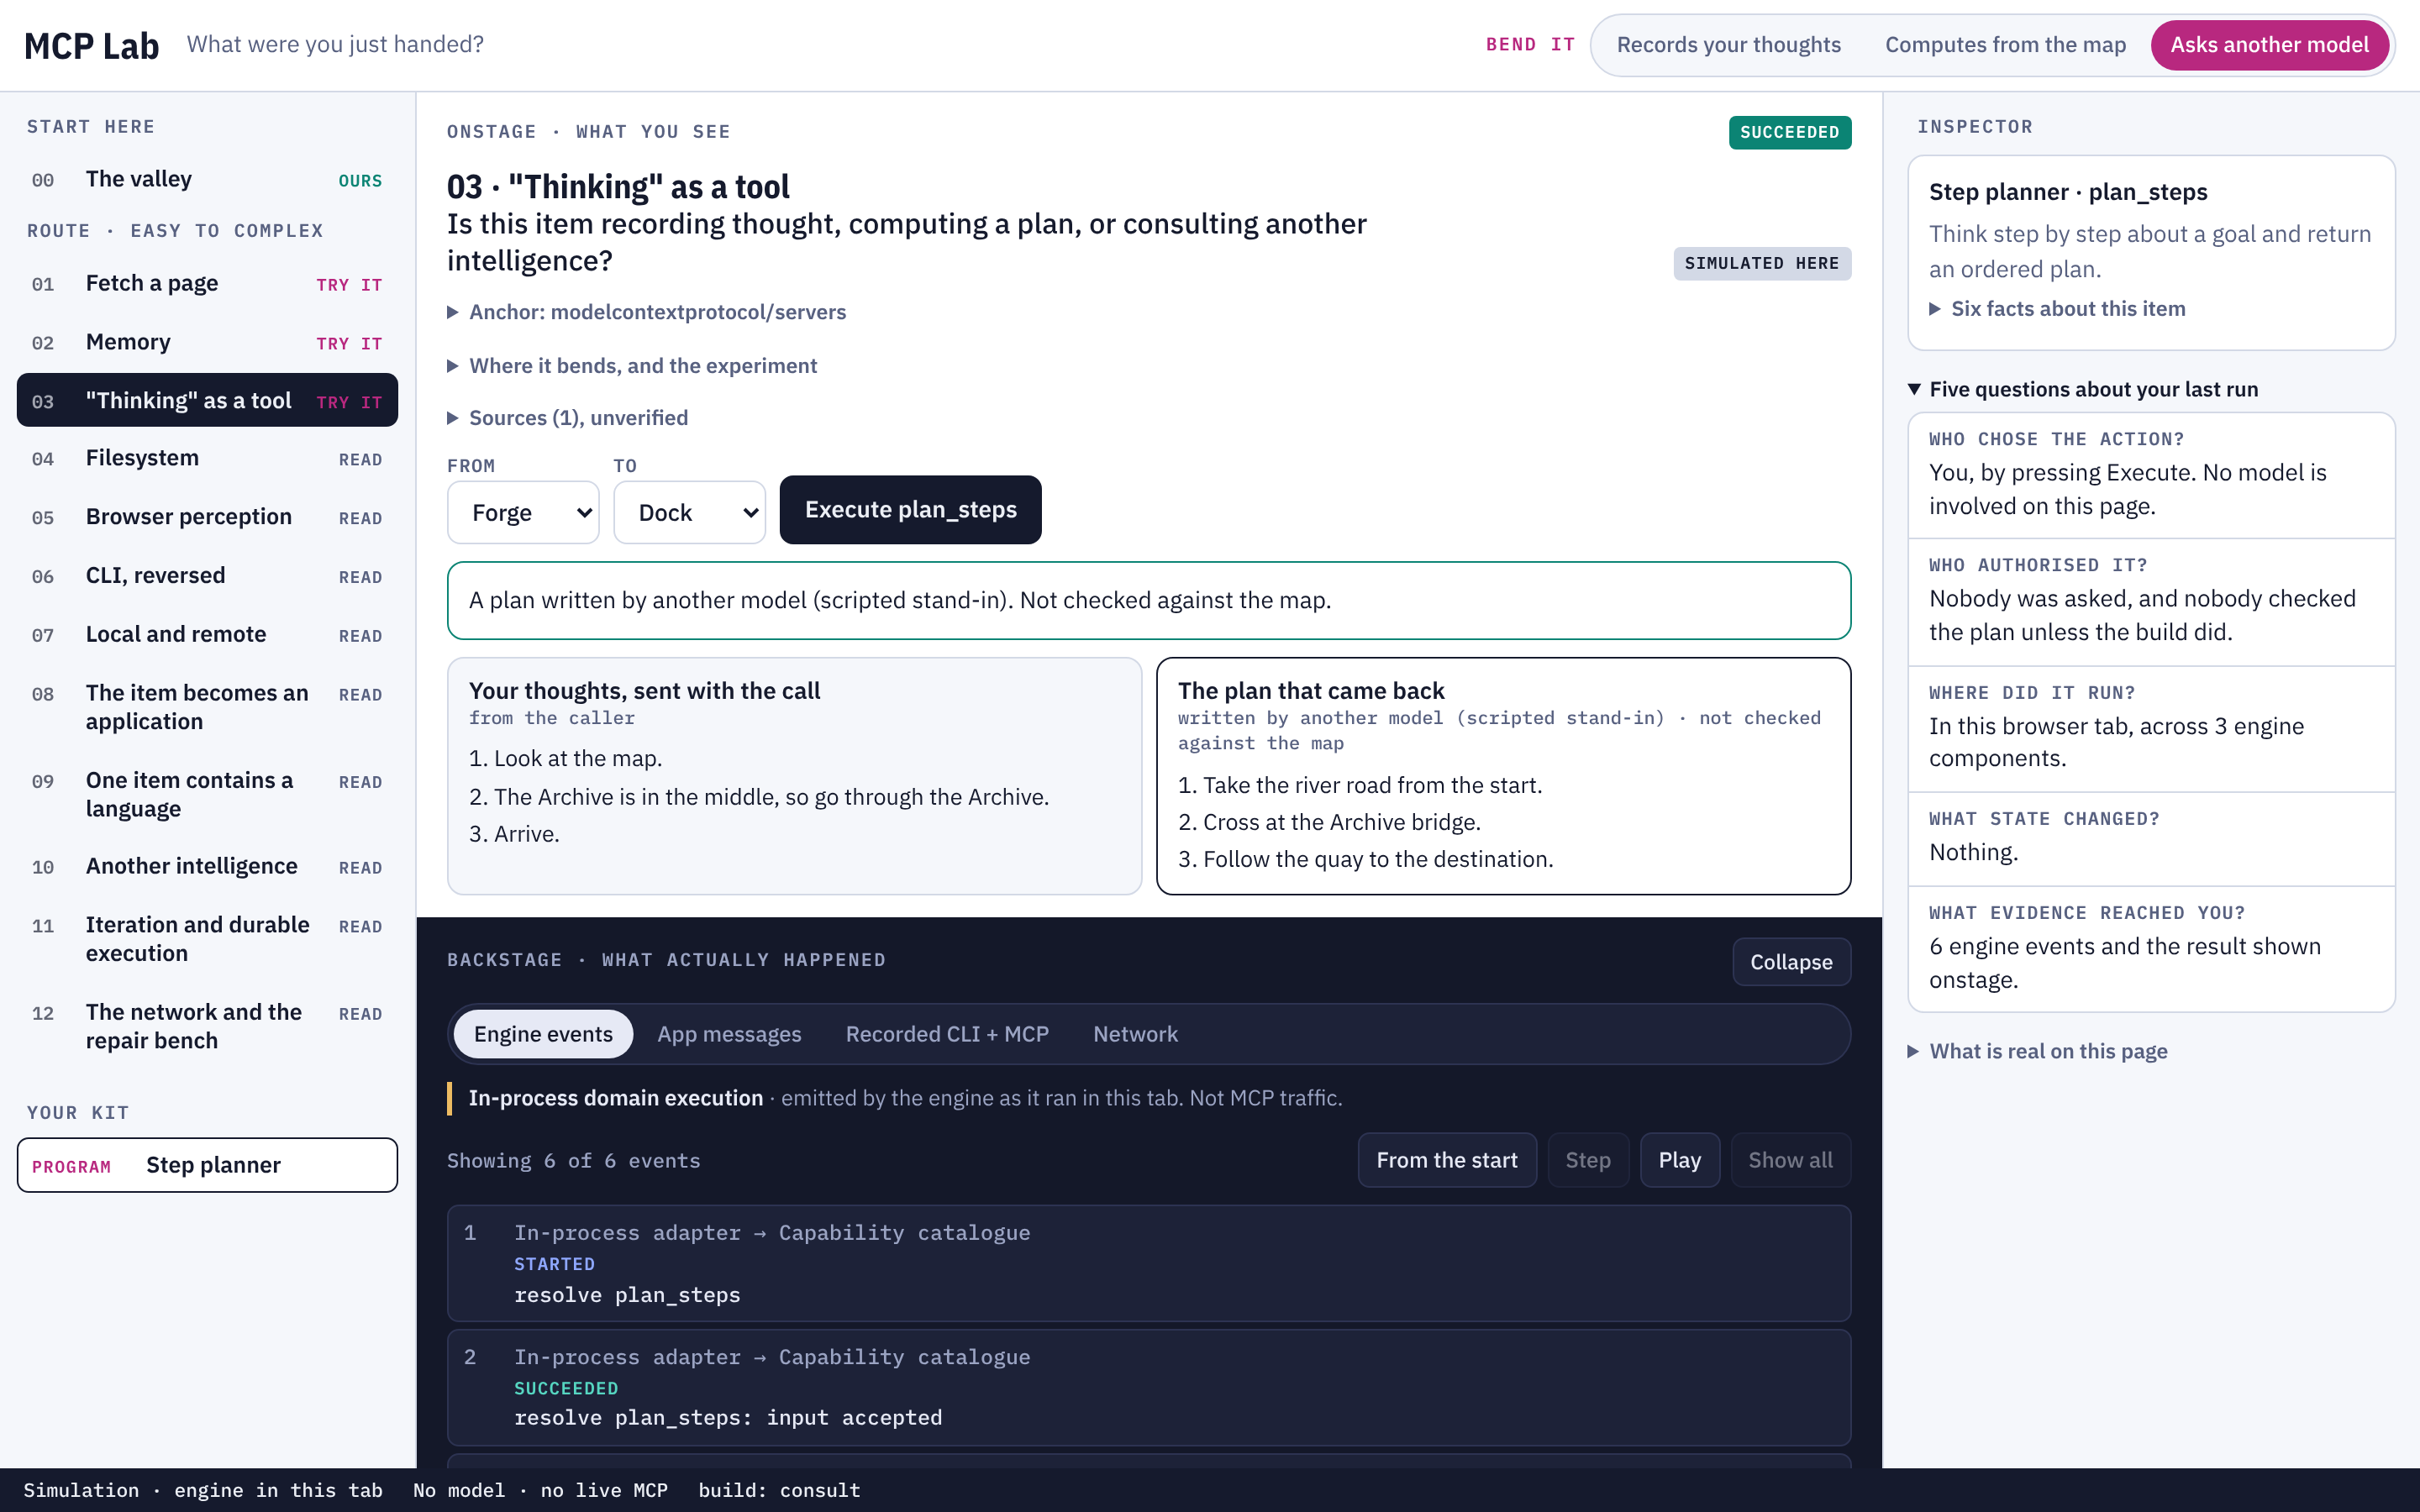 MCP Lab
What were you just handed?
BEND IT
Records your thoughts
Computes from the map
Asks another model
START HERE
00 The valley OURS
ROUTE · EASY TO COMPLEX
01 Fetch a page TRY IT
02 Memory TRY IT
03 "Thinking" as a tool TRY IT
04 Filesystem READ
05 Browser perception READ
06 CLI, reversed READ
07 Local and remote READ
08 The item becomes an READ
application
09 One item contains a READ
language
10 Another intelligence READ
11 Iteration and durable READ
execution
12 The network and the READ
repair bench
YOUR KIT
PROGRAM Step planner
ONSTAGE · WHAT YOU SEE
SUCCEEDED
03 · "Thinking" as a tool
Is this item recording thought, computing a plan, or consulting another
intelligence?
SIMULATED HERE
Anchor: modelcontextprotocol/servers
Where it bends, and the experiment
Sources (1), unverified
FROM TO
Forge Dock Execute plan_steps
A plan written by another model (scripted stand-in). Not checked against the map.
Your thoughts, sent with the call
from the caller
1. Look at the map.
2. The Archive is in the middle, so go through the Archive.
3. Arrive.
The plan that came back
written by another model (scripted stand-in) · not checked
against the map
1. Take the river road from the start.
2. Cross at the Archive bridge.
3. Follow the quay to the destination.
BACKSTAGE · WHAT ACTUALLY HAPPENED
Collapse
Engine events App messages Recorded CLI + MCP Network
In-process domain execution · emitted by the engine as it ran in this tab. Not MCP traffic.
Showing 6 of 6 events
From the start Step Play Show all
1 In-process adapter → Capability catalogue
STARTED
resolve plan_steps
2 In-process adapter → Capability catalogue
SUCCEEDED
resolve plan_steps: input accepted
INSPECTOR
Step planner · plan_steps
Think step by step about a goal and return
an ordered plan.
Six facts about this item
Five questions about your last run
WHO CHOSE THE ACTION?
You, by pressing Execute. No model is
involved on this page.
WHO AUTHORISED IT?
Nobody was asked, and nobody checked
the plan unless the build did.
WHERE DID IT RUN?
In this browser tab, across 3 engine
components.
WHAT STATE CHANGED?
Nothing.
WHAT EVIDENCE REACHED YOU?
6 engine events and the result shown
onstage.
What is real on this page
Simulation · engine in this tab No model · no live MCP build: consult